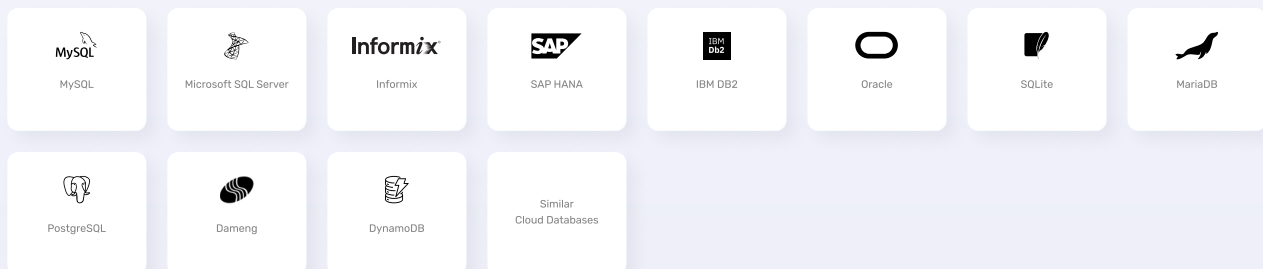 MySQL
Informix
SAP
IBM
Db2
MySQL
Microsoft SQL Server
Informix
SAP HANA
IBM DB2
Oracle
SQLite
MariaDB
PostgreSQL
Dameng
DynamoDB
Similar
Cloud Databases